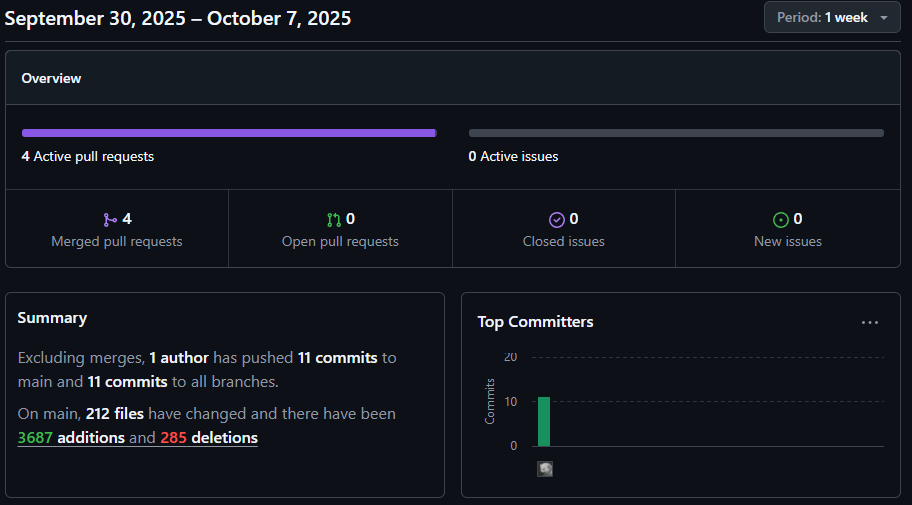 September 30, 2025 – October 7, 2025
Period: 1 week
Overview
4 Active pull requests
0 Active issues
4
Merged pull requests
0
Open pull requests
0
Closed issues
0
New issues
Summary
Excluding merges, 1 author has pushed 11 commits to
main and 11 commits to all branches.
On main, 212 files have changed and there have been
3687 additions and 285 deletions
Top Committers
Commits
20
10
0